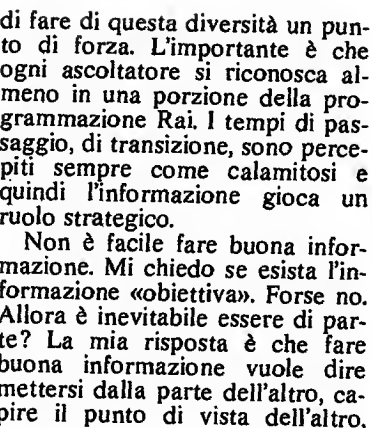 di fare di questa diversità un pun-
to di forza. L'importante è che
ogni ascoltatore si riconosca al-
meno in una porzione della pro-
grammazione Rai. I tempi di pas-
saggio, di transizione, sono perce-
piti sempre come calamitosi e
quindi l'informazione gioca un
ruolo strategico.
Non è facile fare buona infor-
mazione. Mi chiedo se esista l'in-
formazione «obiettiva». Forse no.
Allora è inevitabile essere di par-
te? La mia risposta è che fare
buona informazione vuole dire
mettersi dalla parte dell'altro, ca-
pire il punto di vista dell'altro,